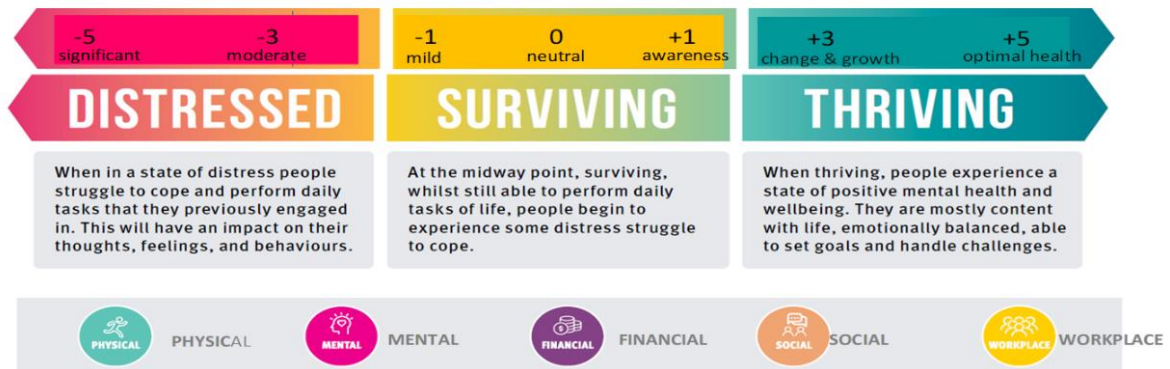 -5 -3 -1 0 +1 +3 +5
significant moderate mild neutral awareness change & growth optimal health
DISTRESSED SURVIVING THRIVING
When in a state of distress people
struggle to cope and perform daily
tasks that they previously engaged
in. This will have an impact on their
thoughts, feelings, and behaviours.
At the midway point, surviving,
whilst still able to perform daily
tasks of life, people begin to
experience some distress struggle
to cope.
When thriving, people experience a
state of positive mental health and
wellbeing. They are mostly content
with life, emotionally balanced, able
to set goals and handle challenges.
PHYSICAL PHYSICAL MENTAL MENTAL FINANCIAL FINANCIAL SOCIAL SOCIAL WORKPLACE WORKPLACE